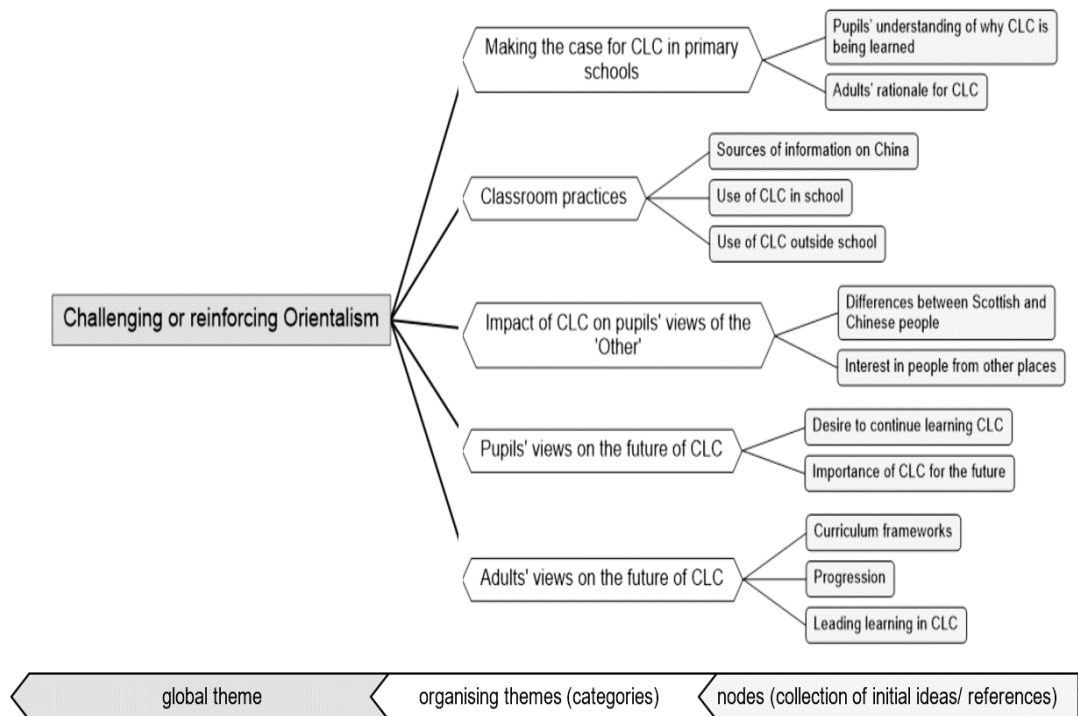 Challenging or reinforcing Orientalism
Making the case for CLC in primary
schools
Pupils' understanding of why CLC is
being learned
Adults' rationale for CLC
Classroom practices
Sources of information on China
Use of CLC in school
Use of CLC outside school
Impact of CLC on pupils' views of the
'Other'
Differences between Scottish and
Chinese people
Interest in people from other places
Pupils' views on the future of CLC
Desire to continue learning CLC
Importance of CLC for the future
Adults' views on the future of CLC
Curriculum frameworks
Progression
Leading learning in CLC
global theme
organising themes (categories)
nodes (collection of initial ideas/ references)